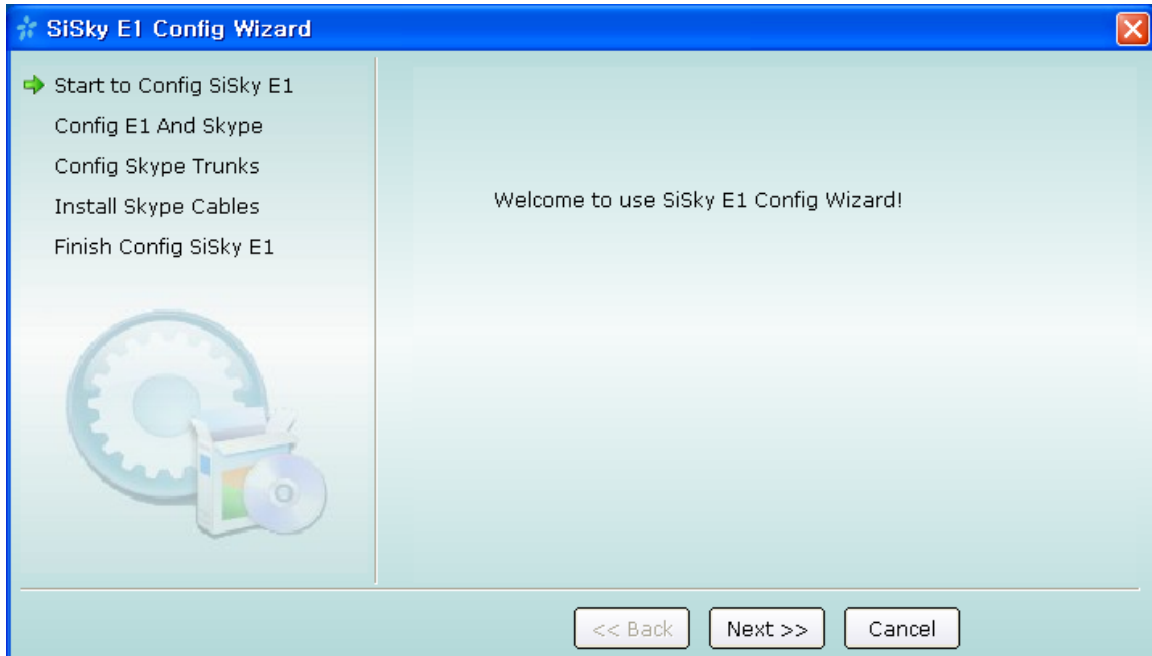 SiSky E1 Config Wizard
Start to Config SiSky E1
Config E1 And Skype
Config Skype Trunks
Install Skype Cables
Finish Config SiSky E1
Welcome to use SiSky E1 Config Wizard!
<< Back
Next >>
Cancel